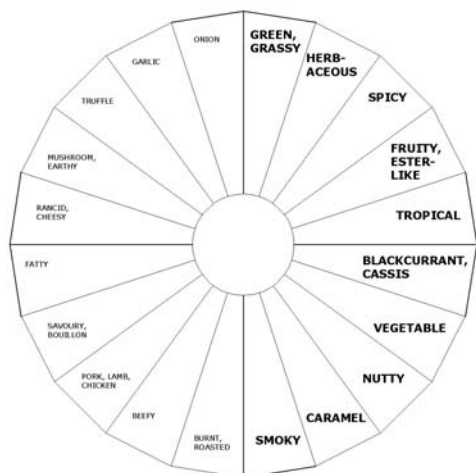 ONION
GREEN,
GRASSY
GARLIC
HERB-
ACEOUS
TRUFFLE
SPICY
MUSHROOM,
EARTHY
FRUITY,
ESTER-
LIKE
RANCID,
CHEESY
TROPICAL
FATTY
BLACKCURRANT,
CASSIS
SAVOURY,
BOUILLON
VEGETABLE
PORK, LAMB,
CHICKEN
NUTTY
BEEFY
CARAMEL
BURNT,
ROASTED
SMOKY